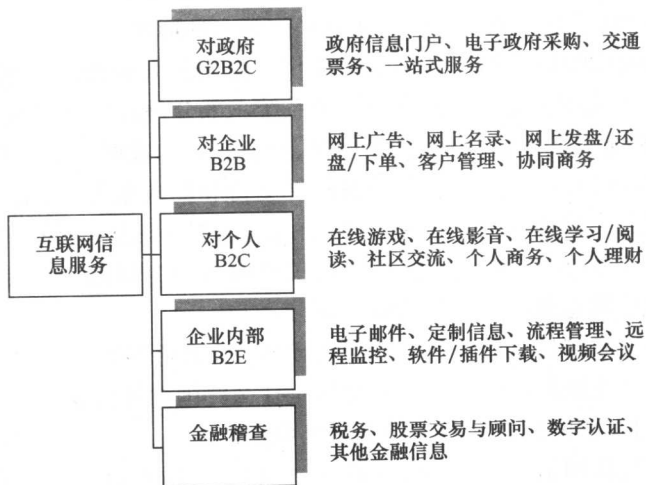 对政府
G2B2C
政府信息门户、电子政府采购、交通
票务、一站式服务
对企业
B2B
网上广告、网上名录、网上发盘/还
盘/下单、客户管理、协同商务
互联网信
息服务
对个人
B2C
在线游戏、在线影音、在线学习/阅
读、社区交流、个人商务、个人理财
企业内部
B2E
电子邮件、定制信息、流程管理、远
程监控、软件/插件下载、视频会议
金融稽查
税务、股票交易与顾问、数字认证、
其他金融信息